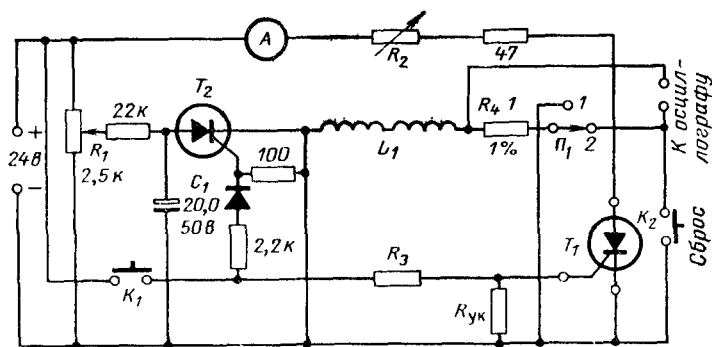 A
R₂
47
T₂
22к
R₄ 1
1%
1
П₁
2
К осцил-
лографу
+
24В
−
R₁
2,5к
C₁
20,0
50В
100
L₁
2,2к
K₁
R₃
Rук
T₁
K₂
Сброс